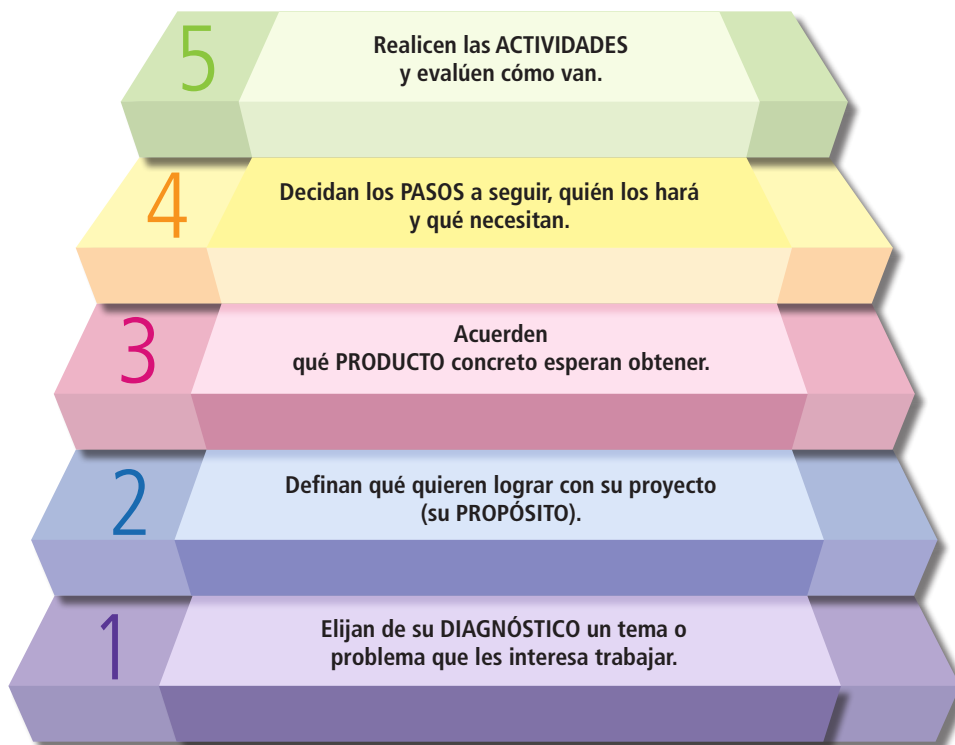 5
Realicen las ACTIVIDADES
y evalúen cómo van.
4
Decidan los PASOS a seguir, quién los hará
y qué necesitan.
3
Acuerden
qué PRODUCTO concreto esperan obtener.
2
Definan qué quieren lograr con su proyecto
(su PROPÓSITO).
1
Elijan de su DIAGNÓSTICO un tema o
problema que les interesa trabajar.